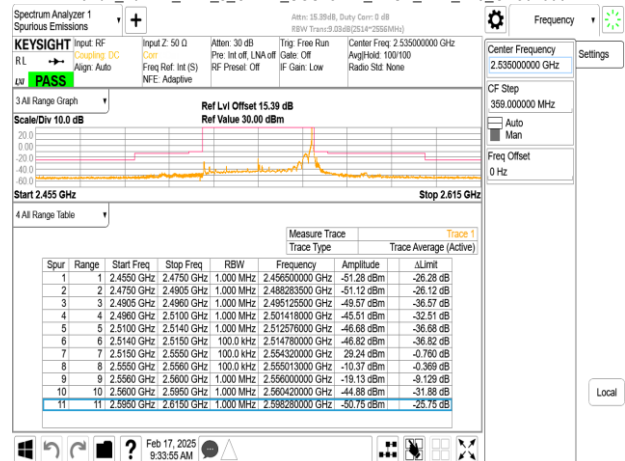 Spectrum Analyzer 1
Spurious Emissions
Attn: 15.39dB, Duty Corr: 0 dB
RBW Trans:9.03dB(2514~2556MHz)
Frequency
Settings
KEYSIGHT
RL
PASS
Input: RF
Coupling: DC
Align: Auto
Input Z: 50 Ω
Corr
Freq Ref: Int (S)
NFE: Adaptive
Atten: 30 dB
Pre: Int off, LNA off
RF Preset: Off
Trig: Free Run
Gate: Off
IF Gain: Low
Center Freq: 2.535000000 GHz
Avg|Hold: 100/100
Radio Std: None
Center Frequency
2.535000000 GHz
CF Step
359.000000 MHz
Auto
Man
Freq Offset
0 Hz
Local
3 All Range Graph
Scale/Div 10.0 dB
Ref Lvl Offset 15.39 dB
Ref Value 30.00 dBm
20.0
0.00
-20.0
-40.0
-60.0
Start 2.455 GHz
Stop 2.615 GHz
4 All Range Table
Measure Trace Trace 1
Trace Type Trace Average (Active)
Spur Range Start Freq Stop Freq RBW Frequency Amplitude ΔLimit
1 1 2.4550 GHz 2.4750 GHz 1.000 MHz 2.456500000 GHz -51.28 dBm -26.28 dB
2 2 2.4750 GHz 2.4905 GHz 1.000 MHz 2.488283500 GHz -51.12 dBm -26.12 dB
3 3 2.4905 GHz 2.4960 GHz 1.000 MHz 2.495125500 GHz -49.57 dBm -36.57 dB
4 4 2.4960 GHz 2.5100 GHz 1.000 MHz 2.501418000 GHz -45.51 dBm -32.51 dB
5 5 2.5100 GHz 2.5140 GHz 1.000 MHz 2.512576000 GHz -46.68 dBm -36.68 dB
6 6 2.5140 GHz 2.5150 GHz 100.0 kHz 2.514780000 GHz -46.82 dBm -36.82 dB
7 7 2.5150 GHz 2.5550 GHz 100.0 kHz 2.554320000 GHz 29.24 dBm -0.760 dB
8 8 2.5550 GHz 2.5560 GHz 100.0 kHz 2.555013000 GHz -10.37 dBm -0.369 dB
9 9 2.5560 GHz 2.5600 GHz 1.000 MHz 2.556000000 GHz -19.13 dBm -9.129 dB
10 10 2.5600 GHz 2.5950 GHz 1.000 MHz 2.560420000 GHz -44.88 dBm -31.88 dB
11 11 2.5950 GHz 2.6150 GHz 1.000 MHz 2.598280000 GHz -50.75 dBm -25.75 dB
Feb 17, 2025
9:33:55 AM